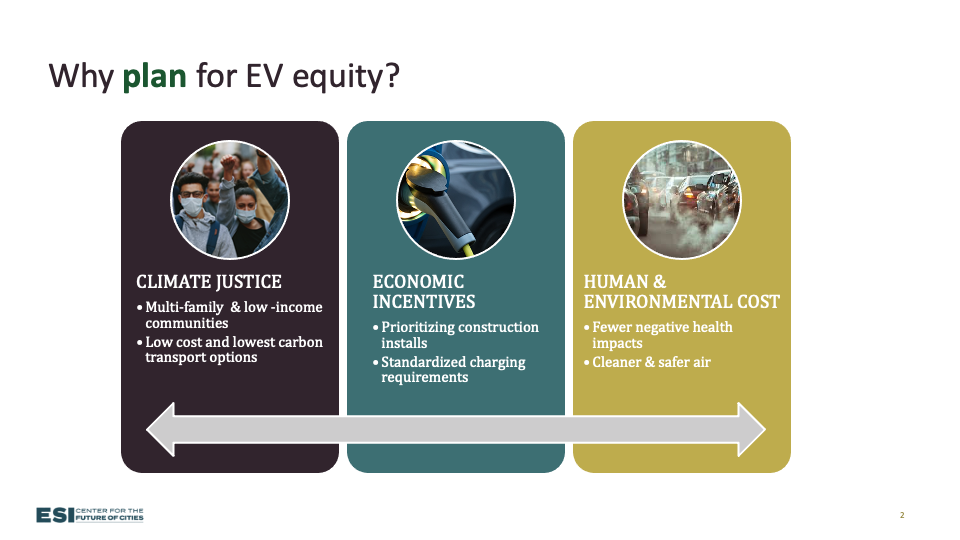 Why plan for EV equity?
CLIMATE JUSTICE
• Multi-family & low -income
communities
• Low cost and lowest carbon
transport options
ECONOMIC
INCENTIVES
• Prioritizing construction
installs
• Standardized charging
requirements
HUMAN &
ENVIRONMENTAL COST
• Fewer negative health
impacts
• Cleaner & safer air
ESI CENTER FOR THE
FUTURE OF CITIES
2